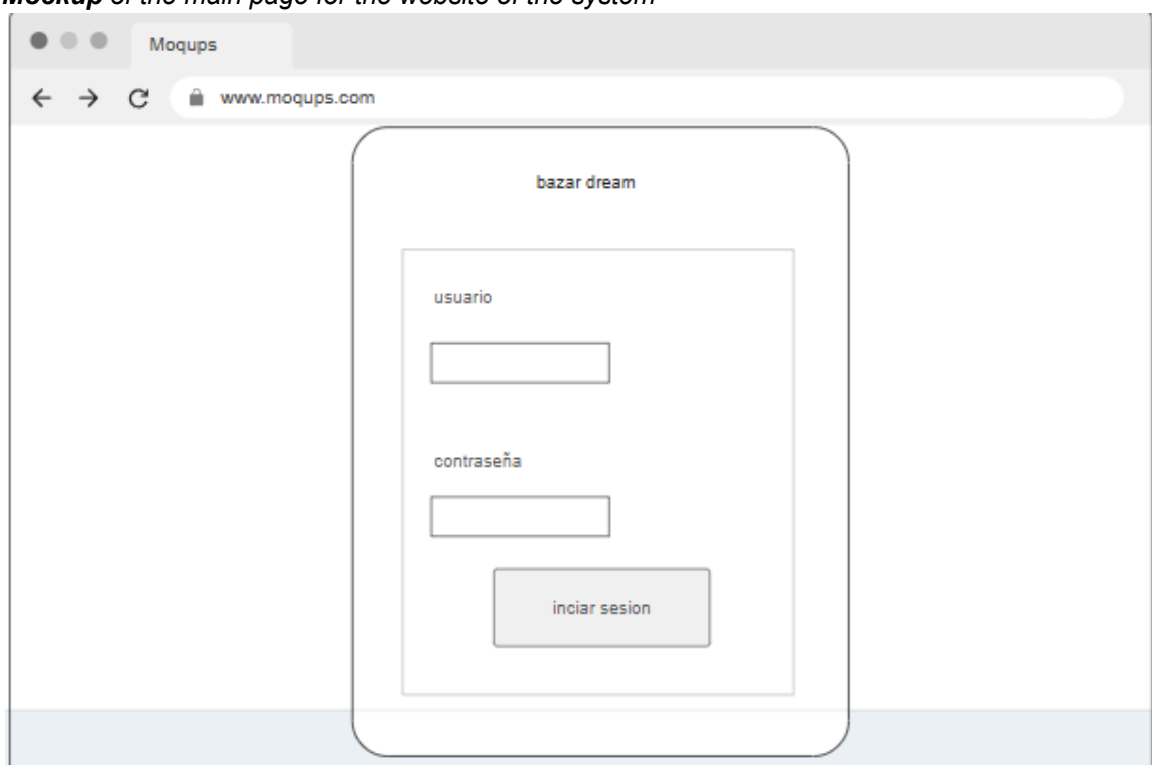 Mockup of the main page for the website of the system
Moqups
www.moqups.com
bazar dream
usuario
contraseña
inciar sesion